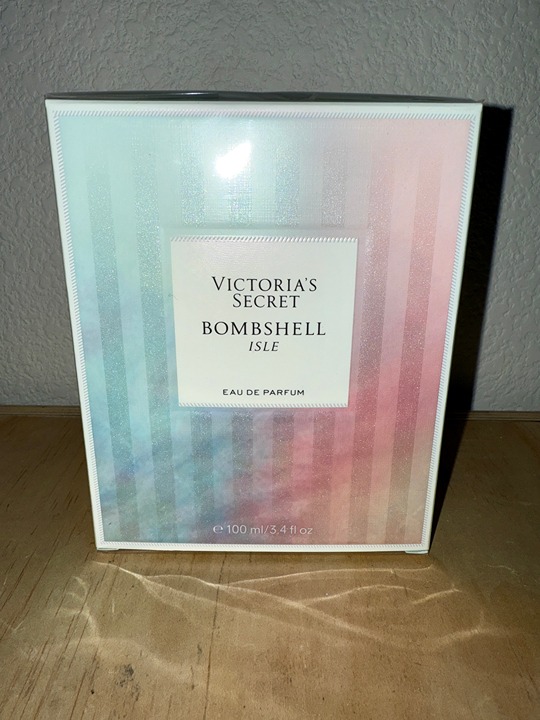 VICTORIA'S
SECRET
BOMBSHELL
ISLE
EAU DE PARFUM
℮ 100 ml/3.4 fl oz